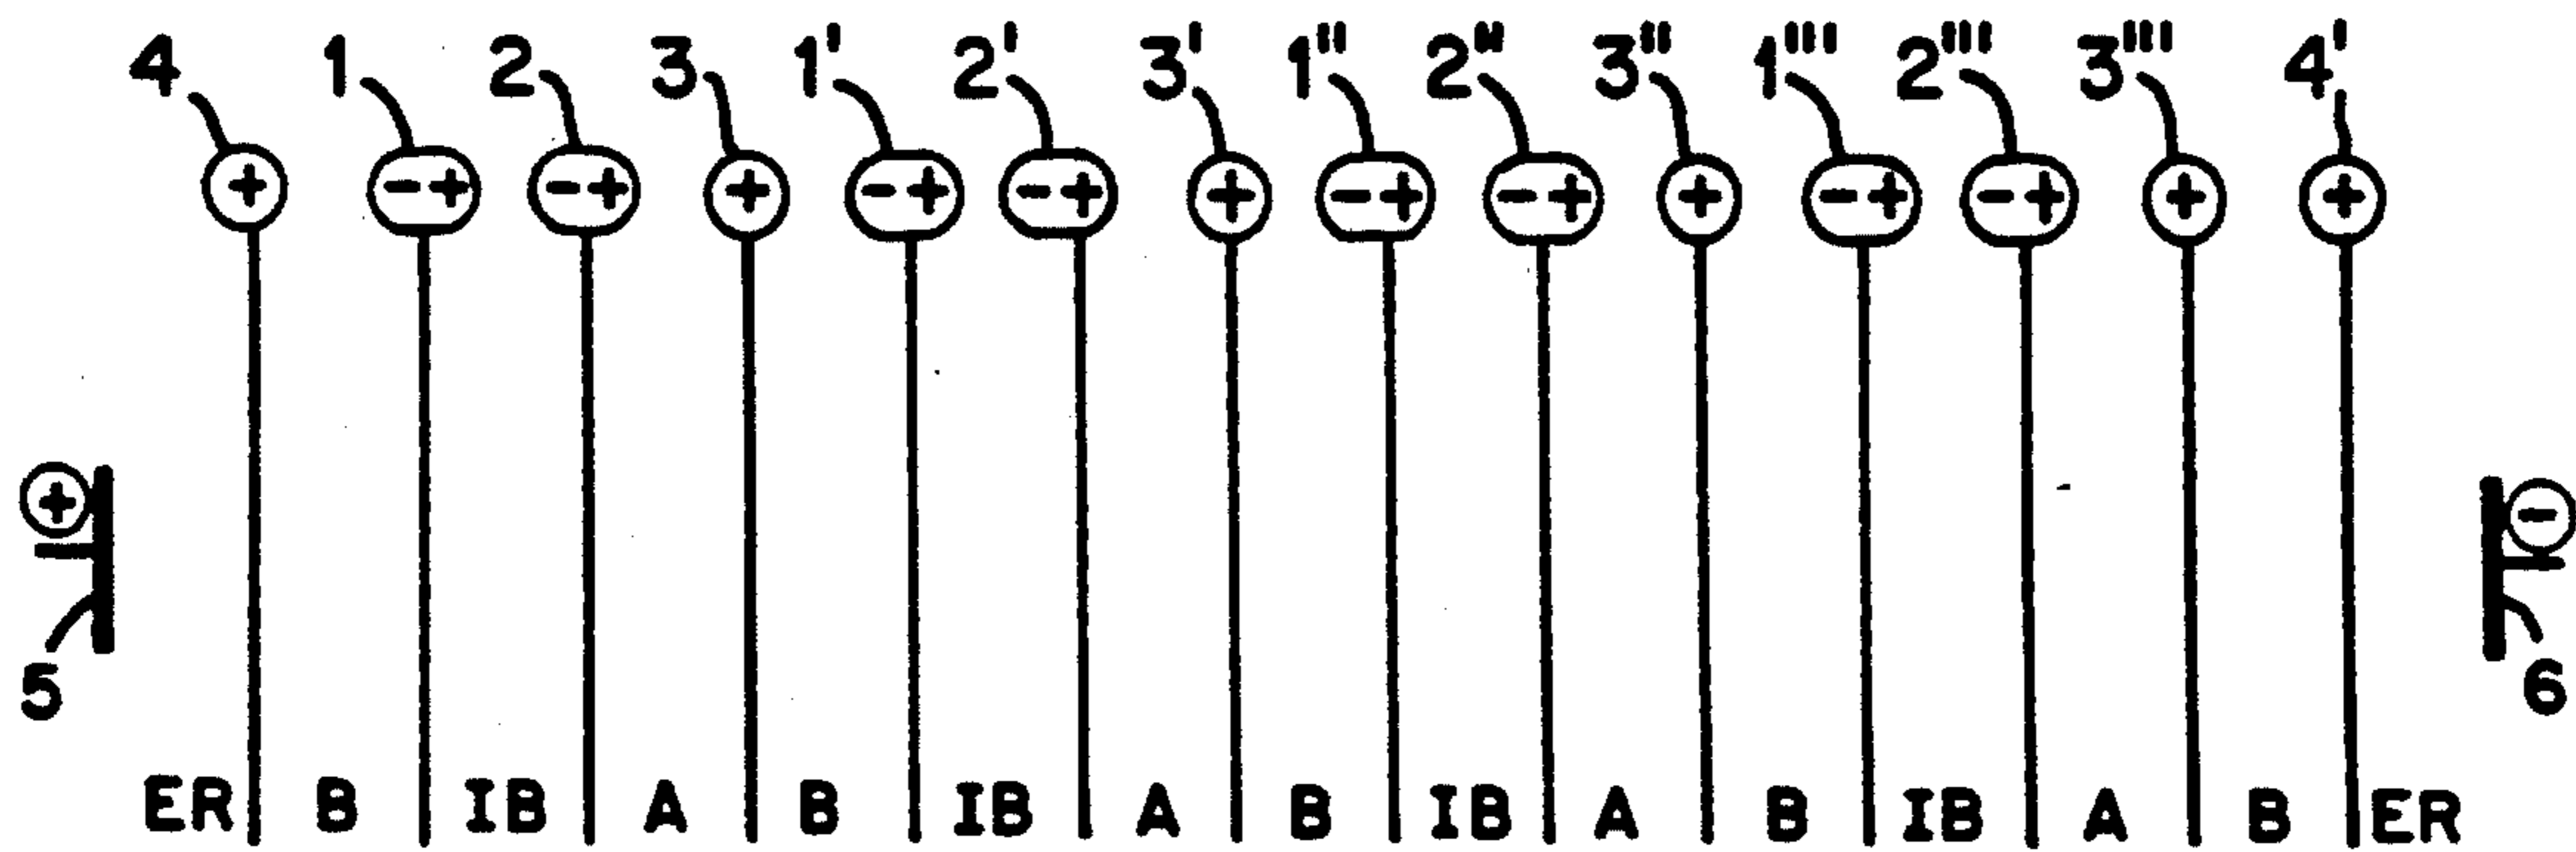 4 1 2 3 1' 2' 3' 1" 2" 3" 1''' 2''' 3''' 4'
+ -+ -+ + -+ -+ + -+ -+ + -+ -+ + +
+ -
5 6
ER B IB A B IB A B IB A B IB A B ER